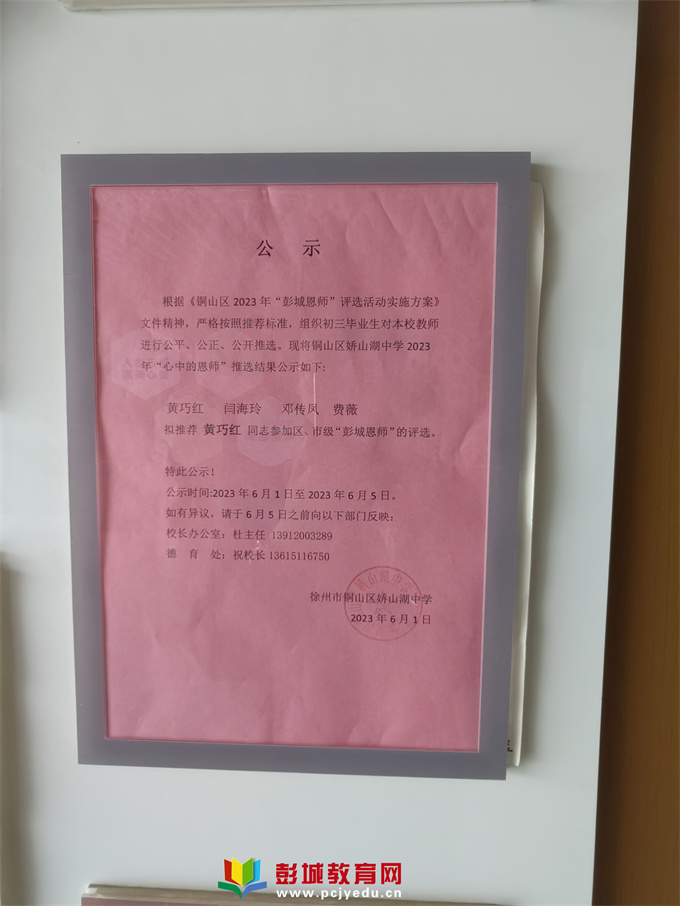 公 示
根据《铜山区 2023 年“彭城恩师”评选活动实施方案》
文件精神，严格按照推荐标准，组织初三毕业生对本校教师
进行公平、公正、公开推选。现将铜山区娇山湖中学 2023
年“心中的恩师”推选结果公示如下：
黄巧红 闫海玲 邓传凤 费薇
拟推荐 黄巧红 同志参加区、市级“彭城恩师”的评选。
特此公示！
公示时间:2023 年 6 月 1 日至 2023 年 6 月 5 日。
如有异议，请于 6 月 5 日之前向以下部门反映：
校长办公室：杜主任 13912003289
德 育 处：祝校长 13615116750
徐州市铜山区娇山湖中学
2023 年 6 月 1 日
彭城教育网
www.pcjyedu.cn